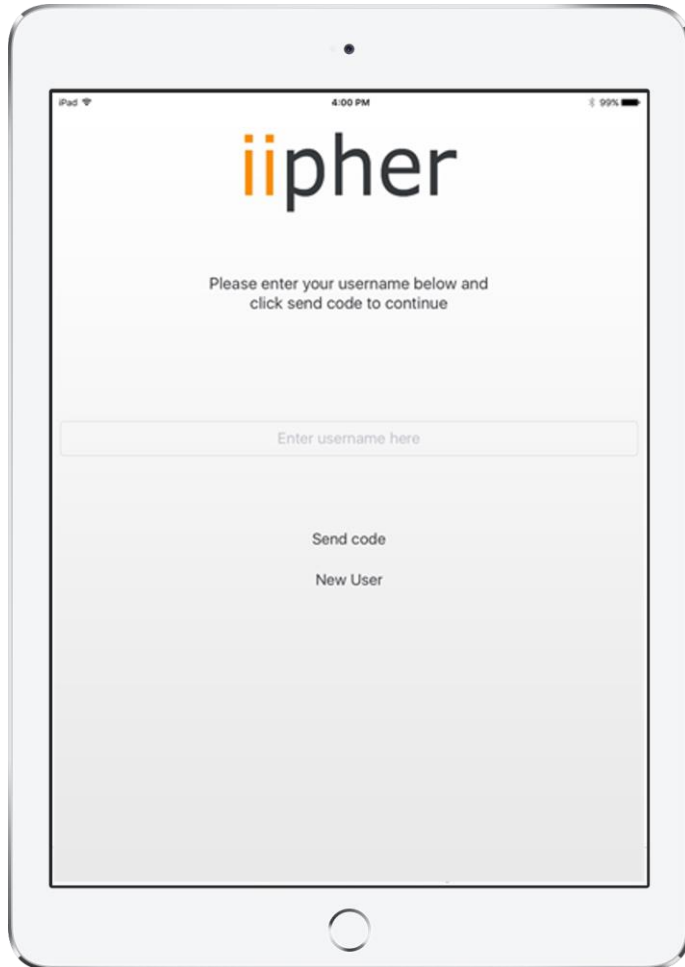 iPad 4:00 PM 99%
iipher
Please enter your username below and
click send code to continue
Enter username here
Send code
New User